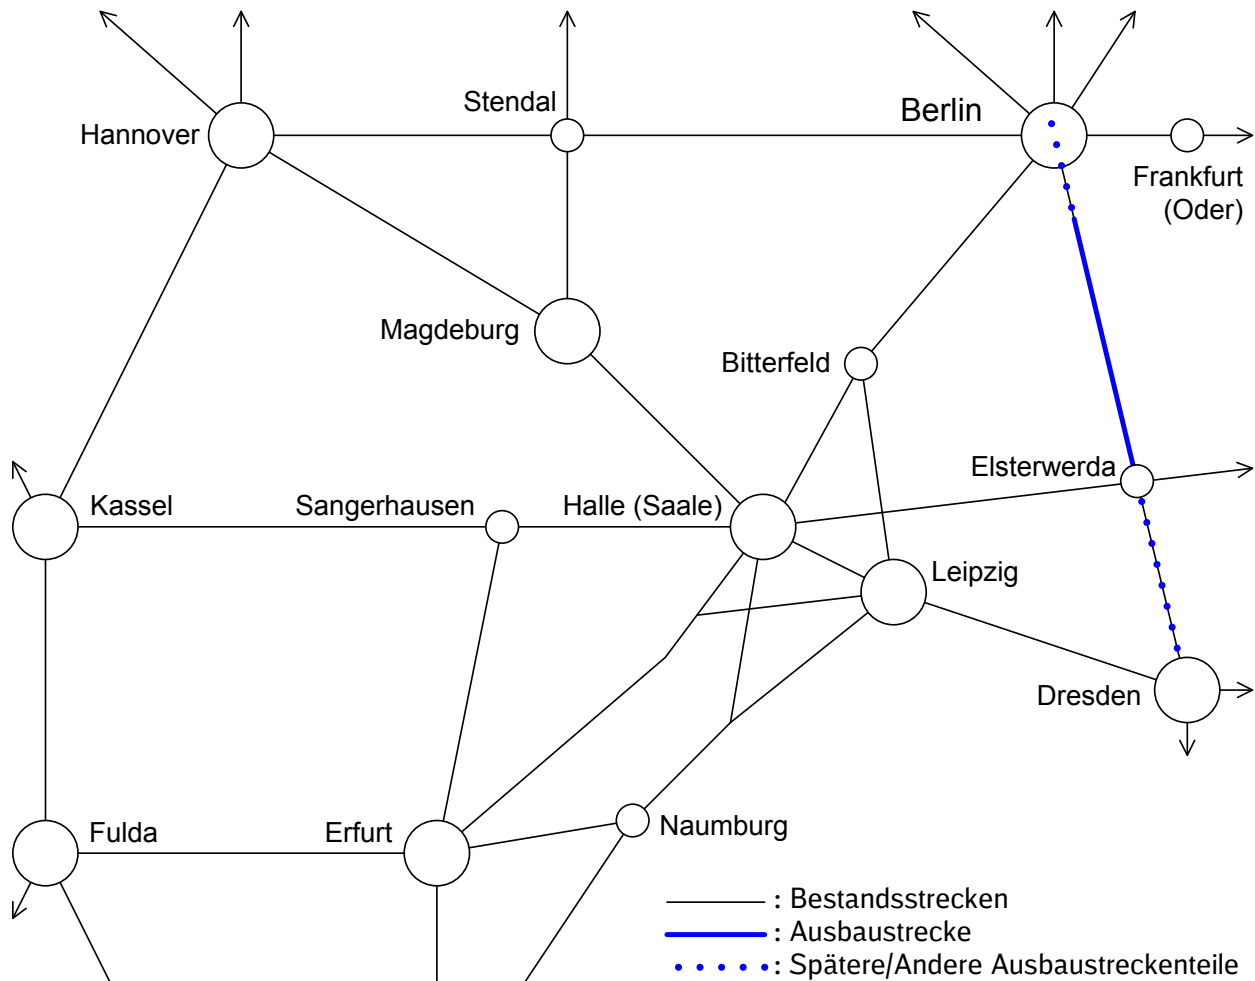 Stendal
Berlin
Hannover
Frankfurt
(Oder)
Magdeburg
Bitterfeld
Elsterwerda
Kassel
Sangerhausen
Halle (Saale)
Leipzig
Dresden
Fulda
Erfurt
Naumburg
: Bestandsstrecken
: Ausbaustrecke
: Spätere/Andere Ausbaustreckenteile